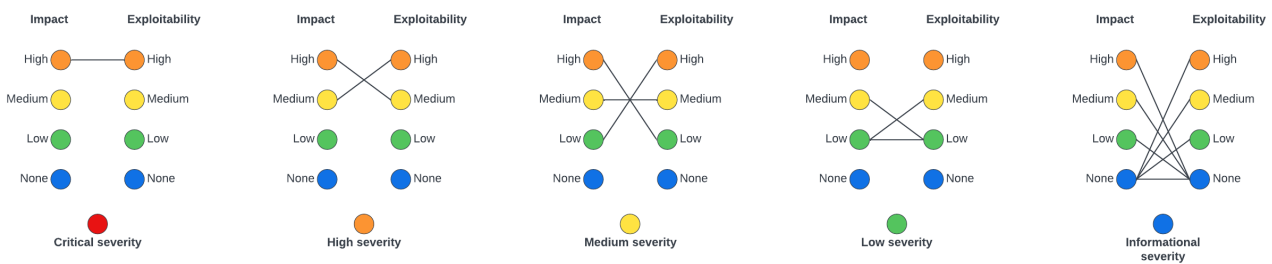 Impact Exploitability Impact Exploitability Impact Exploitability Impact Exploitability Impact Exploitability
High High High High High High High High High High
Medium Medium Medium Medium Medium Medium Medium Medium Medium Medium
Low Low Low Low Low Low Low Low Low Low
None None None None None None None None None None
Critical severity High severity Medium severity Low severity Informational
severity